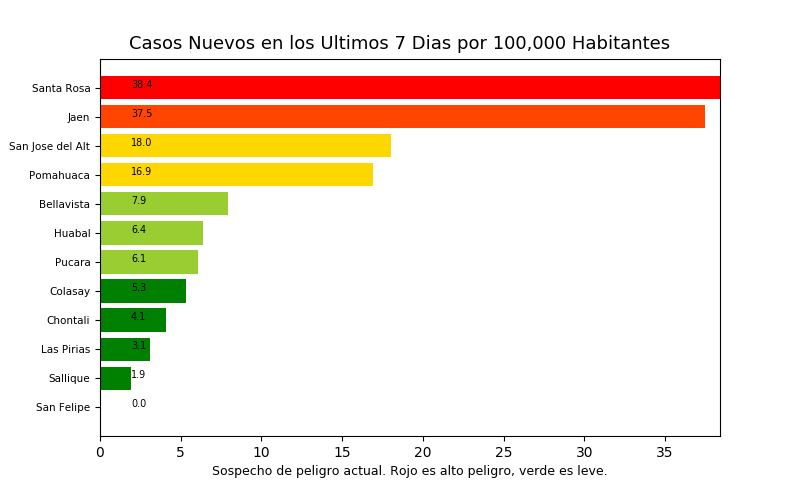 Casos Nuevos en los Ultimos 7 Dias por 100,000 Habitantes
Santa Rosa 38.4
Jaen 37.5
San Jose del Alt 18.0
Pomahuaca 16.9
Bellavista 7.9
Huabal 6.4
Pucara 6.1
Colasay 5.3
Chontali 4.1
Las Pirias 3.1
Sallique 1.9
San Felipe 0.0
0 5 10 15 20 25 30 35
Sospecho de peligro actual. Rojo es alto peligro, verde es leve.